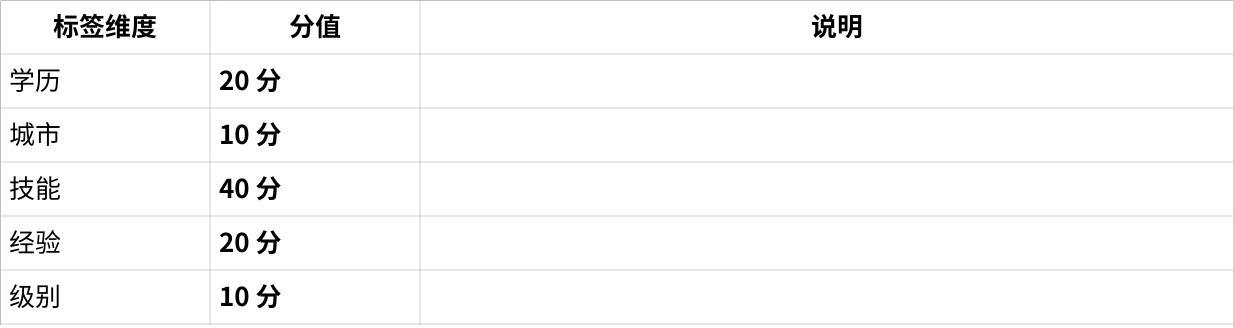 标签维度 分值 说明
学历 20 分
城市 10 分
技能 40 分
经验 20 分
级别 10 分